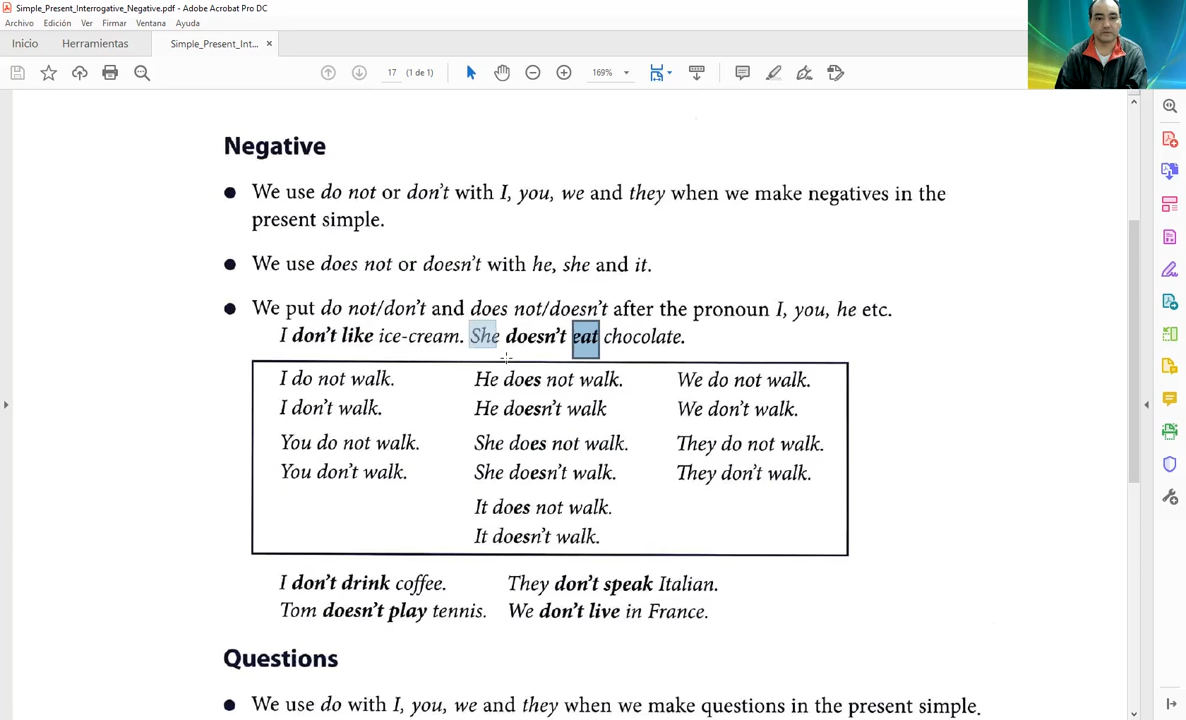 Simple_Present_Interrogative_Negative.pdf - Adobe Acrobat Pro DC
Archivo Edición Ver Firmar Ventana Ayuda
Inicio Herramientas Simple_Present_Int... ×
17 (1 de 1) 169%
Negative
● We use do not or don't with I, you, we and they when we make negatives in the
present simple.
● We use does not or doesn't with he, she and it.
● We put do not/don't and does not/doesn't after the pronoun I, you, he etc.
I don't like ice-cream. She doesn't eat chocolate.
I do not walk. He does not walk. We do not walk.
I don't walk. He doesn't walk We don't walk.
You do not walk. She does not walk. They do not walk.
You don't walk. She doesn't walk. They don't walk.
It does not walk.
It doesn't walk.
I don't drink coffee. They don't speak Italian.
Tom doesn't play tennis. We don't live in France.
Questions
● We use do with I, you, we and they when we make questions in the present simple.